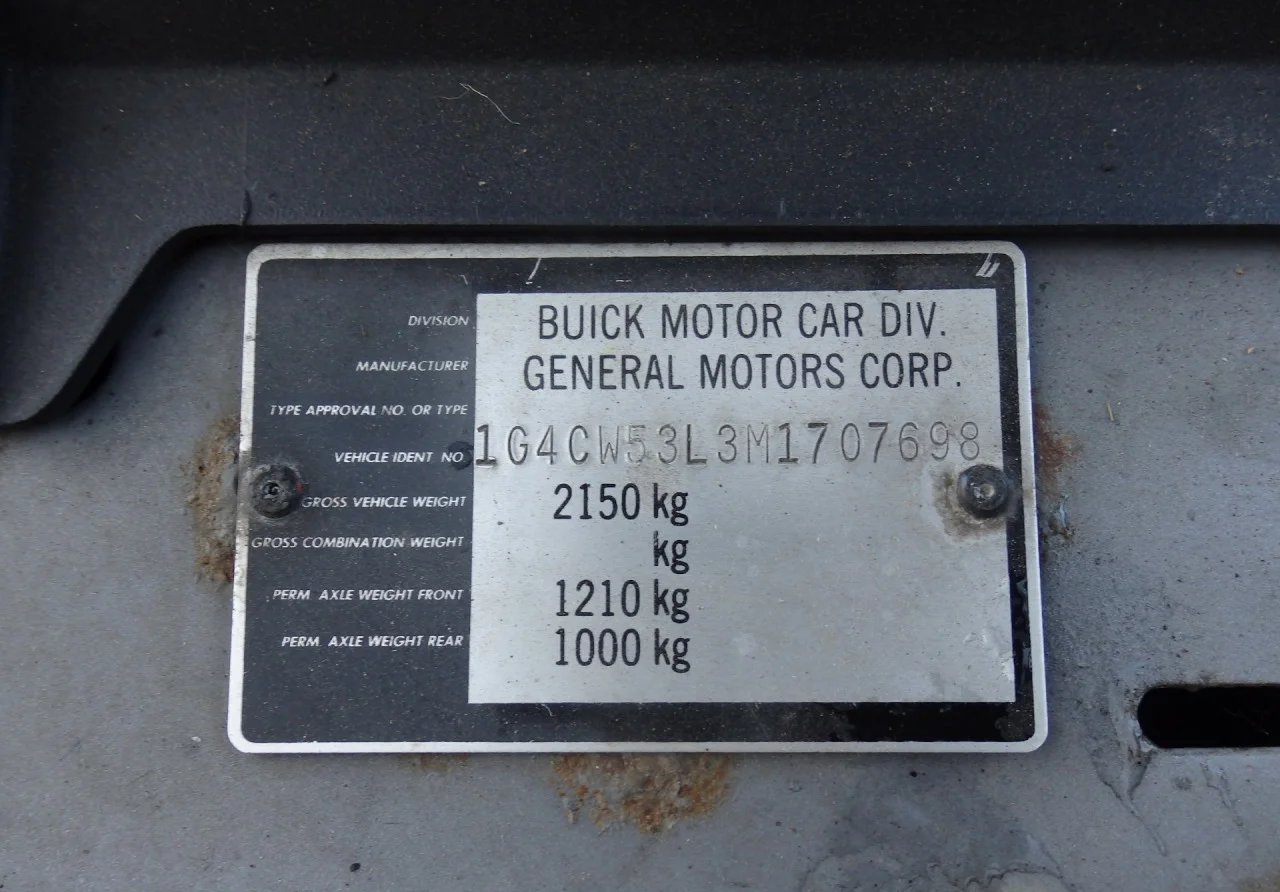 DIVISION BUICK MOTOR CAR DIV.
MANUFACTURER GENERAL MOTORS CORP.
TYPE APPROVAL NO. OR TYPE
VEHICLE IDENT NO 1G4CW53L3M1707698
GROSS VEHICLE WEIGHT 2150 kg
GROSS COMBINATION WEIGHT kg
PERM. AXLE WEIGHT FRONT 1210 kg
PERM. AXLE WEIGHT REAR 1000 kg